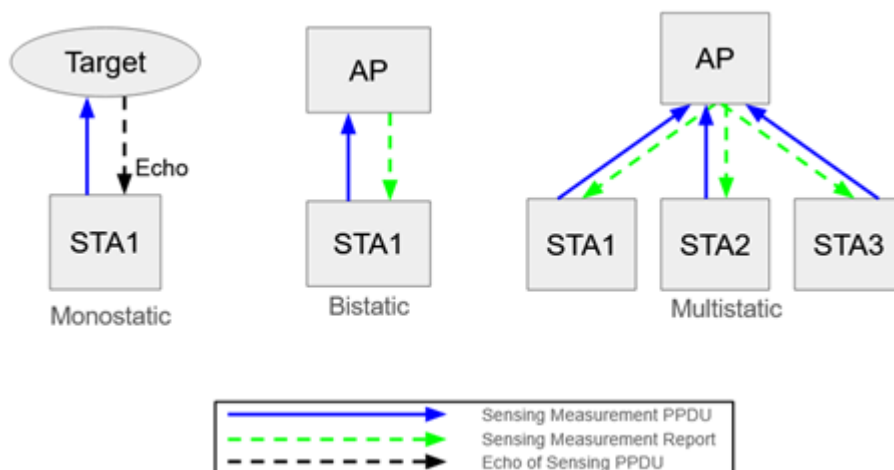 Target
AP
AP
Echo
STA1
STA1
STA1
STA2
STA3
Monostatic
Bistatic
Multistatic
Sensing Measurement PPDU
Sensing Measurement Report
Echo of Sensing PPDU